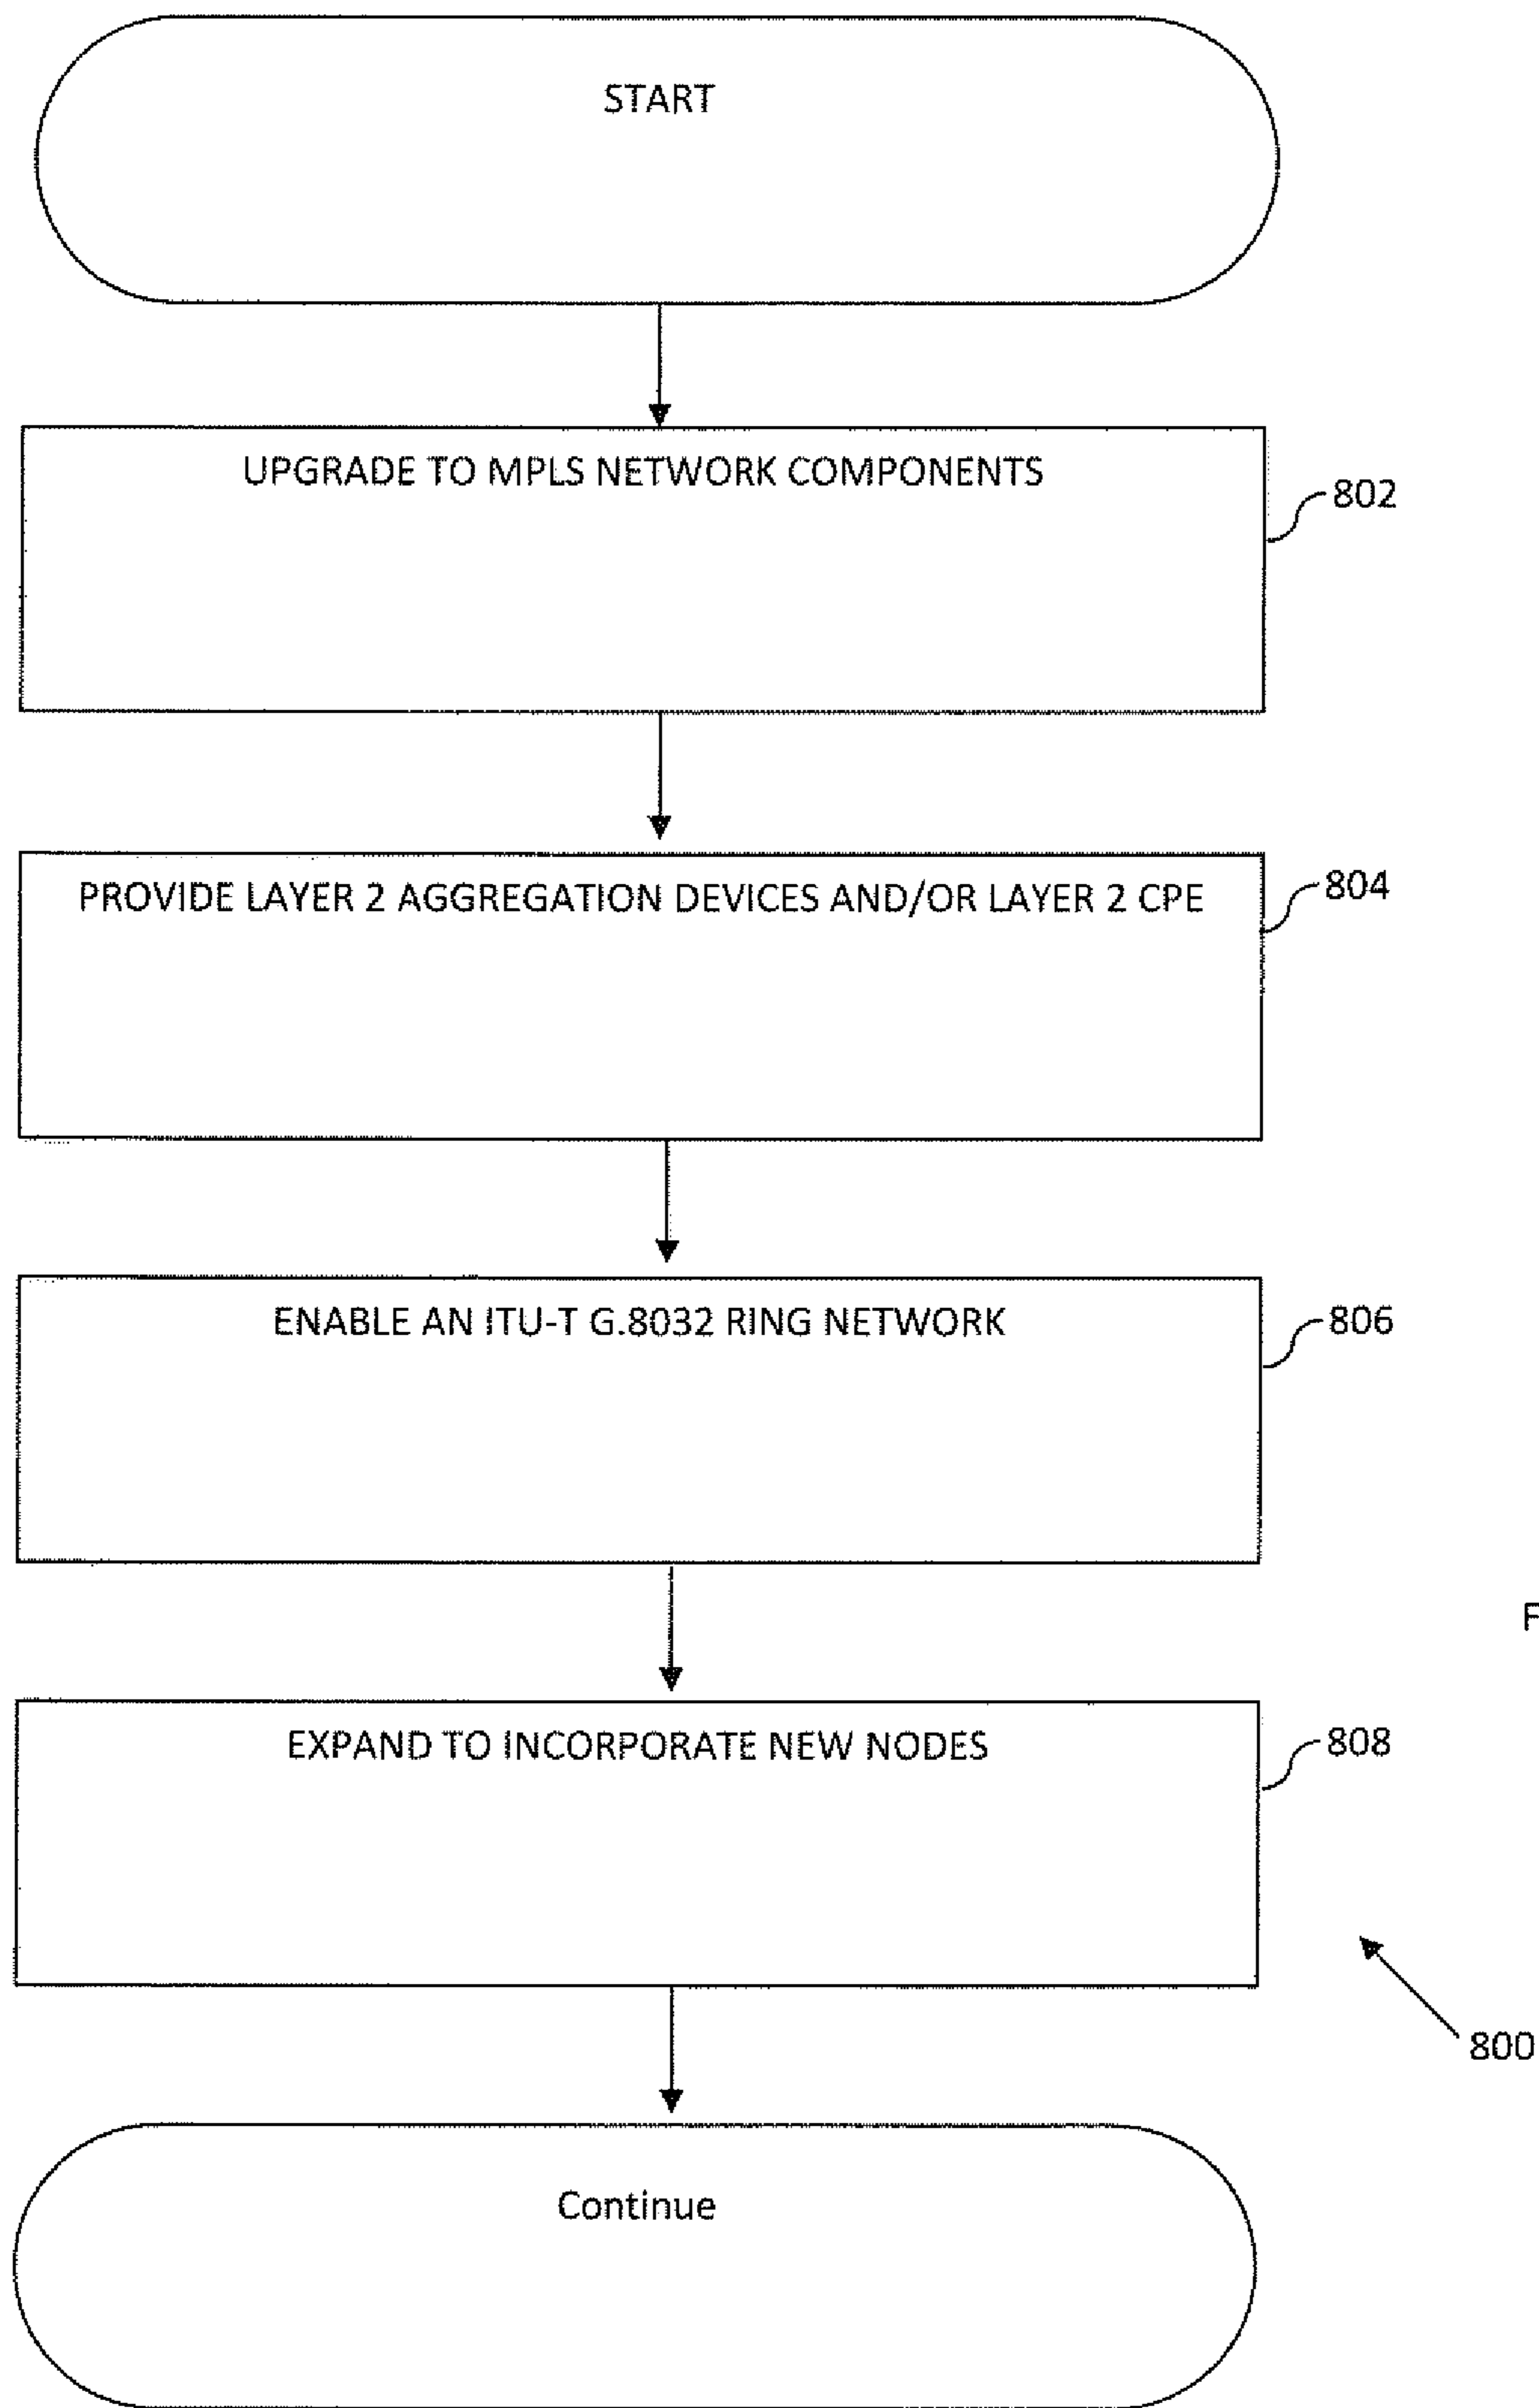 START
UPGRADE TO MPLS NETWORK COMPONENTS
802
PROVIDE LAYER 2 AGGREGATION DEVICES AND/OR LAYER 2 CPE
804
ENABLE AN ITU-T G.8032 RING NETWORK
806
F
EXPAND TO INCORPORATE NEW NODES
808
800
Continue